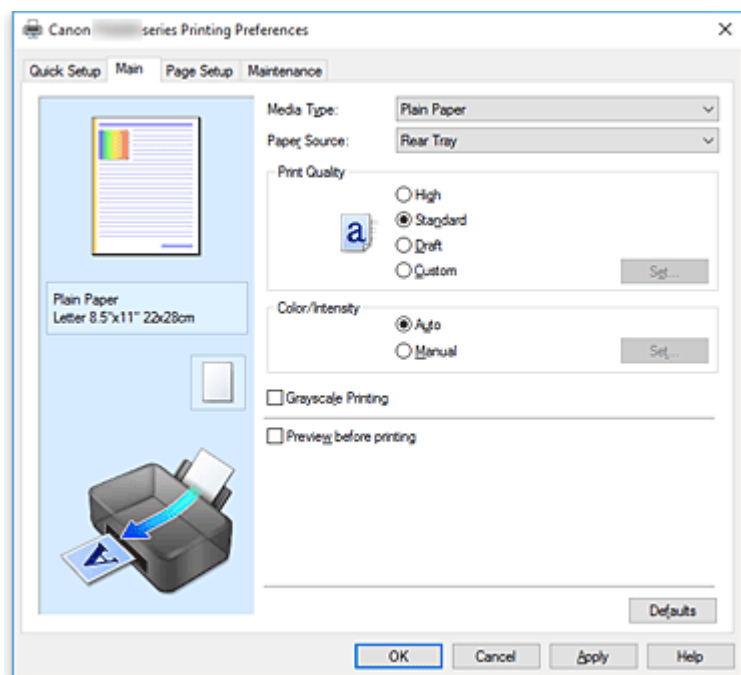 Canon series Printing Preferences
Quick Setup Main Page Setup Maintenance
Media Type: Plain Paper
Paper Source: Rear Tray
Print Quality
High
Standard
Draft
Custom
Set...
a
Plain Paper
Letter 8.5"x11" 22x28cm
Color/Intensity
Auto
Manual
Set...
Grayscale Printing
Preview before printing
A
Defaults
OK Cancel Apply Help